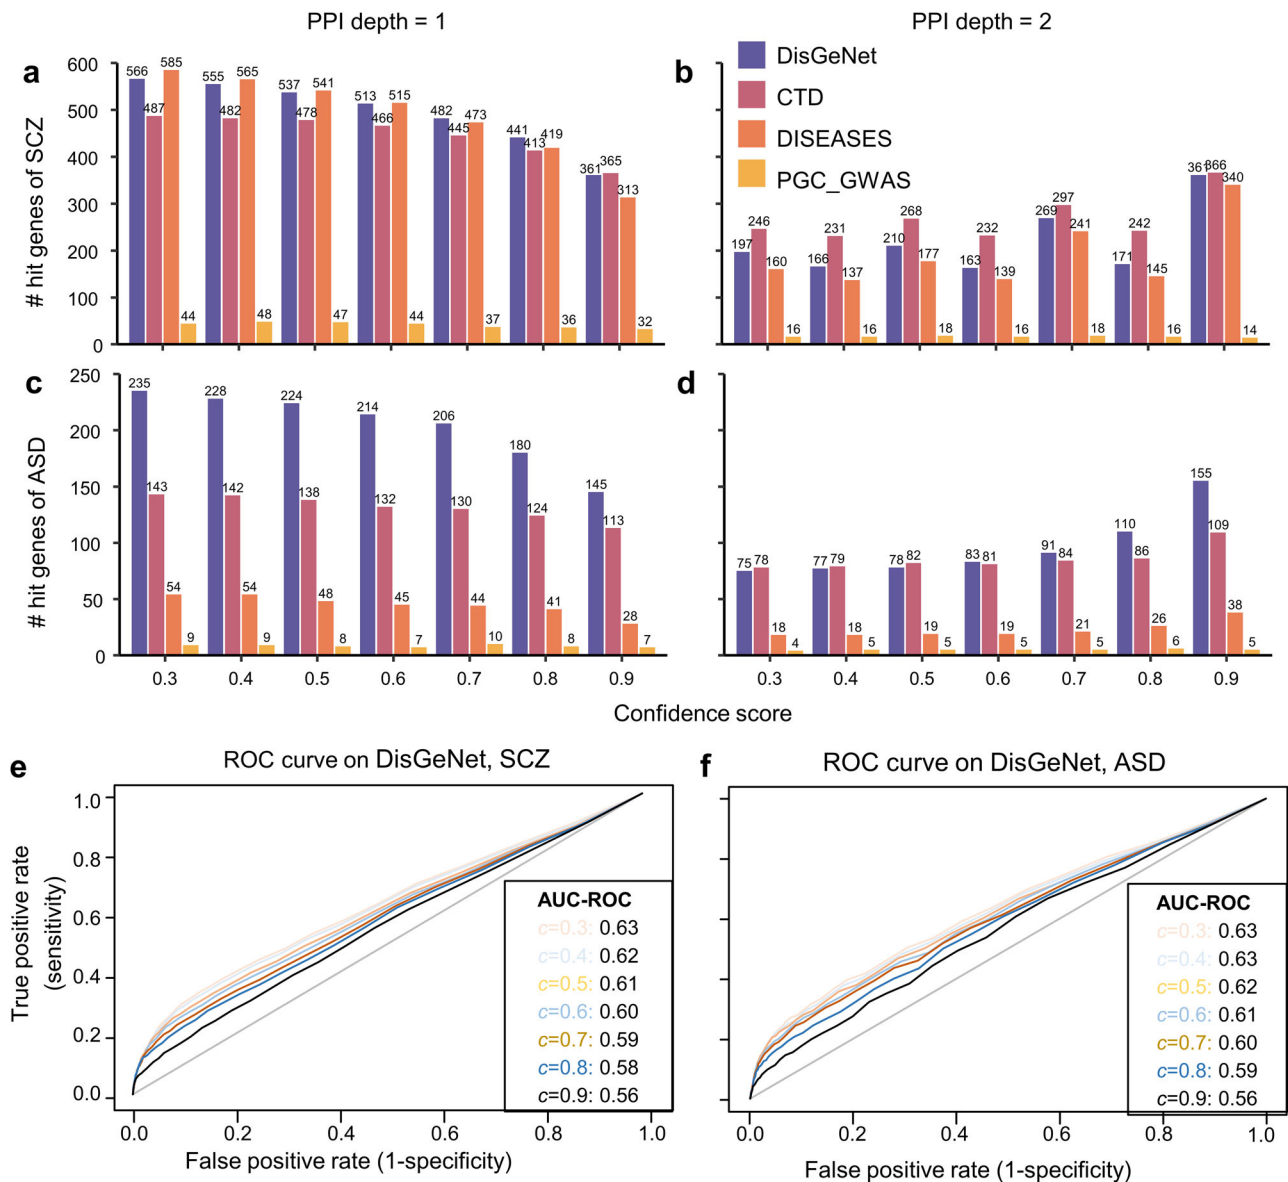 PPI depth = 1
PPI depth = 2
a
# hit genes of SCZ
600
500
400
300
200
100
0
566 487 585 44
555 482 565 48
537 478 541 47
513 466 515 44
482 445 473 37
441 413 419 36
361 365 313 32
b
DisGeNet
CTD
DISEASES
PGC_GWAS
197 246 160 16
166 231 137 16
210 268 177 18
163 232 139 16
269 297 241 18
171 242 145 16
361 366 340 14
c
# hit genes of ASD
250
200
150
100
50
0
235 143 54 9
228 142 54 9
224 138 48 8
214 132 45 7
206 130 44 10
180 124 41 8
145 113 28 7
0.3 0.4 0.5 0.6 0.7 0.8 0.9
d
75 78 18 4
77 79 18 5
78 82 19 5
83 81 19 5
91 84 21 5
110 86 26 6
155 109 38 5
0.3 0.4 0.5 0.6 0.7 0.8 0.9
Confidence score
e
ROC curve on DisGeNet, SCZ
True positive rate
(sensitivity)
1.0
0.8
0.6
0.4
0.2
0.0
AUC-ROC
c=0.3: 0.63
c=0.4: 0.62
c=0.5: 0.61
c=0.6: 0.60
c=0.7: 0.59
c=0.8: 0.58
c=0.9: 0.56
0.0 0.2 0.4 0.6 0.8 1.0
False positive rate (1-specificity)
f
ROC curve on DisGeNet, ASD
AUC-ROC
c=0.3: 0.63
c=0.4: 0.63
c=0.5: 0.62
c=0.6: 0.61
c=0.7: 0.60
c=0.8: 0.59
c=0.9: 0.56
0.0 0.2 0.4 0.6 0.8 1.0
False positive rate (1-specificity)